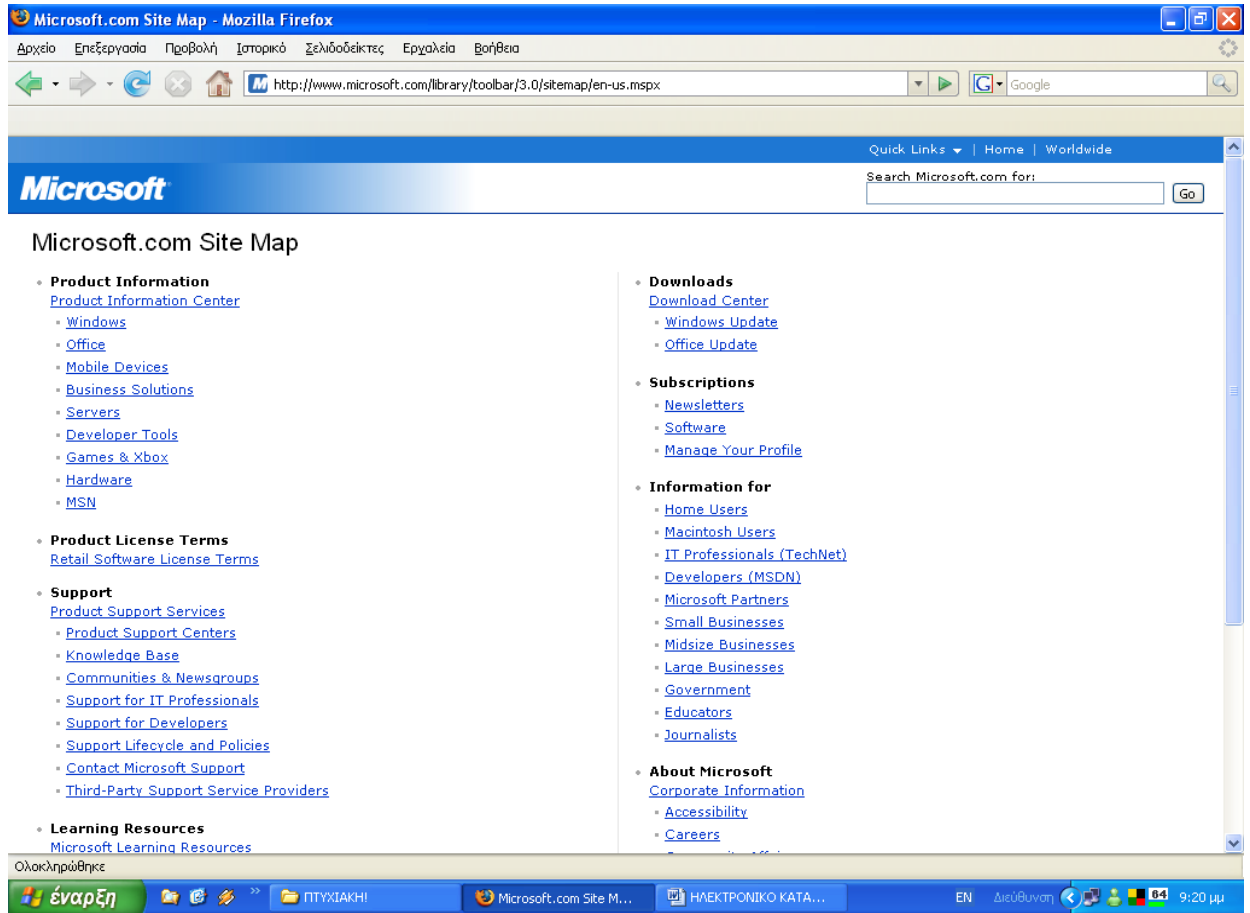 Microsoft.com Site Map - Mozilla Firefox
Αρχείο Επεξεργασία Προβολή Ιστορικό Σελιδοδείκτες Εργαλεία Βοήθεια
http://www.microsoft.com/library/toolbar/3.0/sitemap/en-us.mspx
G Google
Quick Links | Home | Worldwide
Microsoft
Search Microsoft.com for:
Go
Microsoft.com Site Map
Product Information
Product Information Center
Windows
Office
Mobile Devices
Business Solutions
Servers
Developer Tools
Games & Xbox
Hardware
MSN
Product License Terms
Retail Software License Terms
Support
Product Support Services
Product Support Centers
Knowledge Base
Communities & Newsgroups
Support for IT Professionals
Support for Developers
Support Lifecycle and Policies
Contact Microsoft Support
Third-Party Support Service Providers
Learning Resources
Microsoft Learning Resources
Downloads
Download Center
Windows Update
Office Update
Subscriptions
Newsletters
Software
Manage Your Profile
Information for
Home Users
Macintosh Users
IT Professionals (TechNet)
Developers (MSDN)
Microsoft Partners
Small Businesses
Midsize Businesses
Large Businesses
Government
Educators
Journalists
About Microsoft
Corporate Information
Accessibility
Careers
Ολοκληρώθηκε
έναρξη
ΠΤΥΧΙΑΚΗ!
Microsoft.com Site M...
ΗΛΕΚΤΡΟΝΙΚΟ ΚΑΤΑ...
EN
Διεύθυνση
64
9:20 μμ